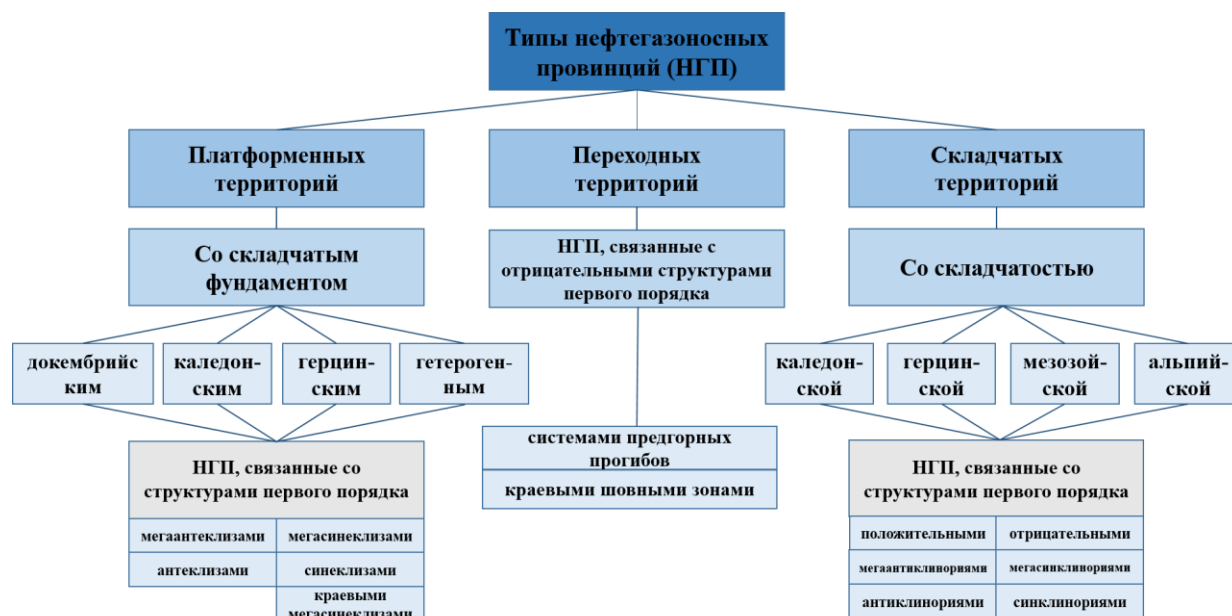 Типы нефтегазоносных
провинций (НГП)
Платформенных
территорий
Переходных
территорий
Складчатых
территорий
Со складчатым
фундаментом
НГП, связанные с
отрицательными структурами
первого порядка
Со складчатостью
докембрийс
ким
каледон-
ским
герцин-
ским
гетероген-
ным
каледон-
ской
герцин-
ской
мезозой-
ской
альпий-
ской
системами предгорных
прогибов
краевыми шовными зонами
НГП, связанные со
структурами первого порядка
мегаантеклизами
мегасинеклизами
антеклизами
синеклизами
краевыми
мегасинеклизами
НГП, связанные со
структурами первого порядка
положительными
отрицательными
мегаантиклинориями
мегасинклинориями
антиклинориями
синклинориями